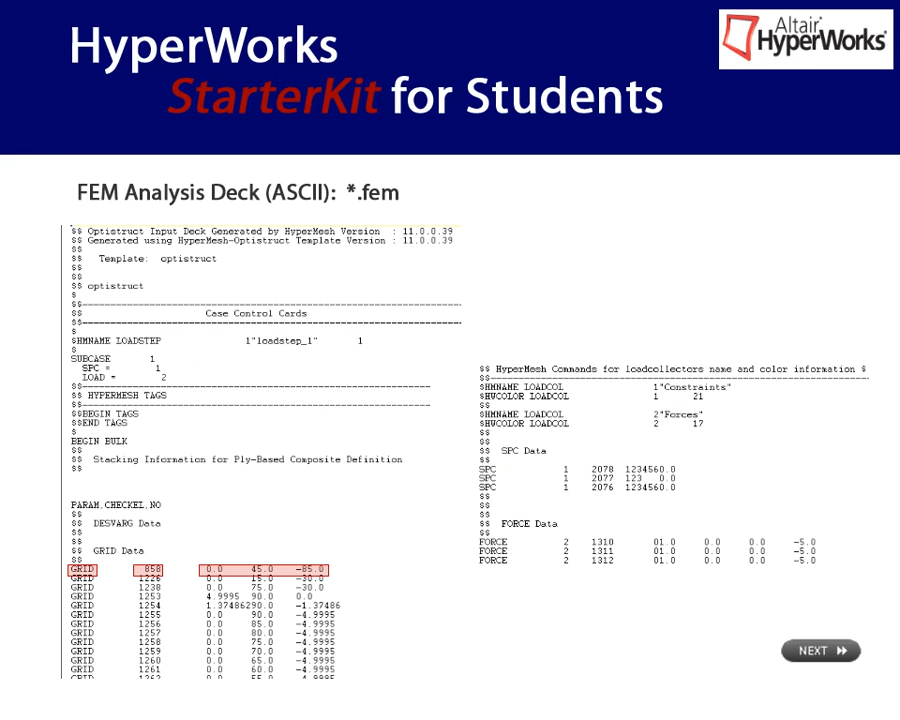 HyperWorks
StarterKit for Students
Altair
HyperWorks
FEM Analysis Deck (ASCII): *.fem
$$ Optistruct Input Deck Generated by HyperMesh Version : 11.0.0.39
$$ Generated using HyperMesh-Optistruct Template Version : 11.0.0.39
$$
$$ Template: optistruct
$$
$$
$$ optistruct
$
$$------------------------------------------------------------------
$$ Case Control Cards
$$------------------------------------------------------------------
$
$HMNAME LOADSTEP 1"loadstep_1" 1
$
SUBCASE 1
SPC = 1
LOAD = 2
$$--------------------------------------------------------------
$$ HYPERMESH TAGS
$$--------------------------------------------------------------
$$BEGIN TAGS
$$END TAGS
$
BEGIN BULK
$$
$$ Stacking Information for Ply-Based Composite Definition
$$
PARAM,CHECKEL,NO
$$
$$ DESVARG Data
$$
$$
$$ GRID Data
$$
GRID 858 0.0 45.0 -85.0
GRID 1226 0.0 15.0 -30.0
GRID 1238 0.0 75.0 -30.0
GRID 1253 4.9995 90.0 0.0
GRID 1254 1.3748690.0 -1.37486
GRID 1255 0.0 90.0 -4.9995
GRID 1256 0.0 85.0 -4.9995
GRID 1257 0.0 80.0 -4.9995
GRID 1258 0.0 75.0 -4.9995
GRID 1259 0.0 70.0 -4.9995
GRID 1260 0.0 65.0 -4.9995
GRID 1261 0.0 60.0 -4.9995
GRID 1262 0.0 55.0 -4.9995
$$ HyperMesh Commands for loadcollectors name and color information $
$$------------------------------------------------------------------
$HMNAME LOADCOL 1"Constraints"
$HWCOLOR LOADCOL 1 21
$$
$HMNAME LOADCOL 2"Forces"
$HWCOLOR LOADCOL 2 17
$$
$$
$$ SPC Data
$$
SPC 1 2078 1234560.0
SPC 1 2077 123 0.0
SPC 1 2076 1234560.0
$$
$$
$$
$$ FORCE Data
$$
FORCE 2 1310 01.0 0.0 0.0 -5.0
FORCE 2 1311 01.0 0.0 0.0 -5.0
FORCE 2 1312 01.0 0.0 0.0 -5.0
NEXT